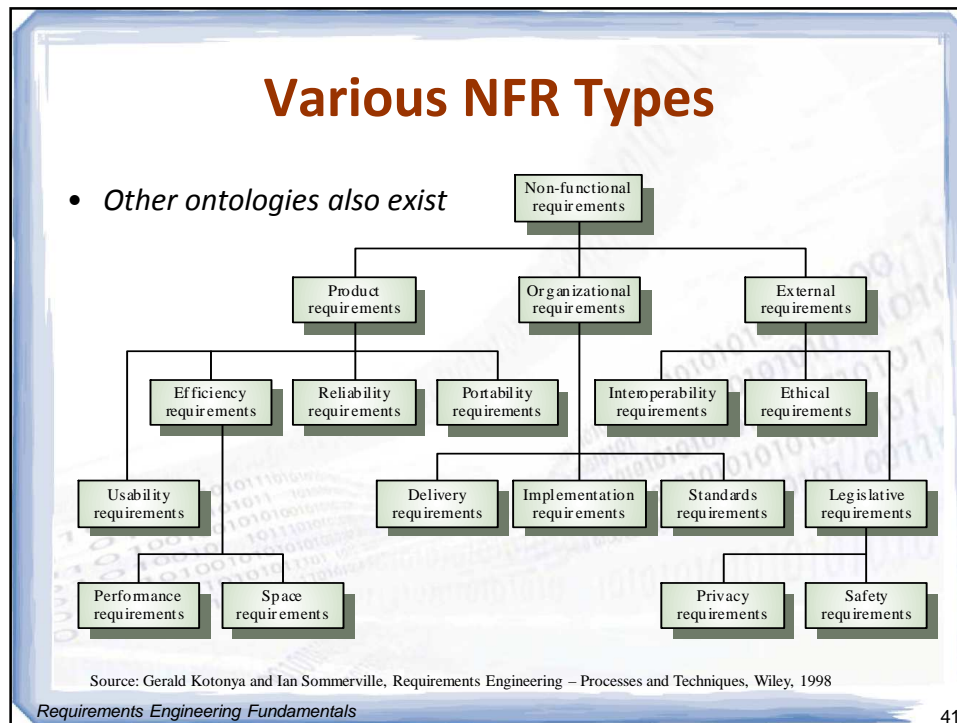 Various NFR Types
• Other ontologies also exist
Non-functional
requirements
Product
requirements
Organizational
requirements
External
requirements
Efficiency
requirements
Reliability
requirements
Portability
requirements
Interoperability
requirements
Ethical
requirements
Usability
requirements
Delivery
requirements
Implementation
requirements
Standards
requirements
Legislative
requirements
Performance
requirements
Space
requirements
Privacy
requirements
Safety
requirements
Source: Gerald Kotonya and Ian Sommerville, Requirements Engineering – Processes and Techniques, Wiley, 1998
Requirements Engineering Fundamentals
41